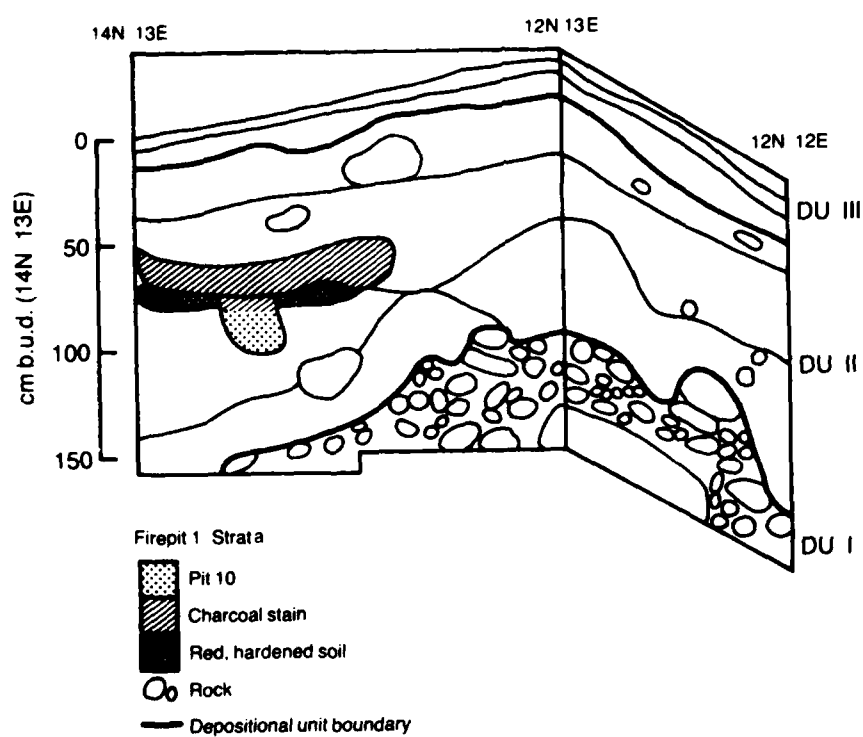 14N 13E
12N 13E
12N 12E
0
50
100
150
cm b.u.d. (14N 13E)
DU III
DU II
DU I
Firepit 1 Strata
Pit 10
Charcoal stain
Red, hardened soil
Rock
Depositional unit boundary